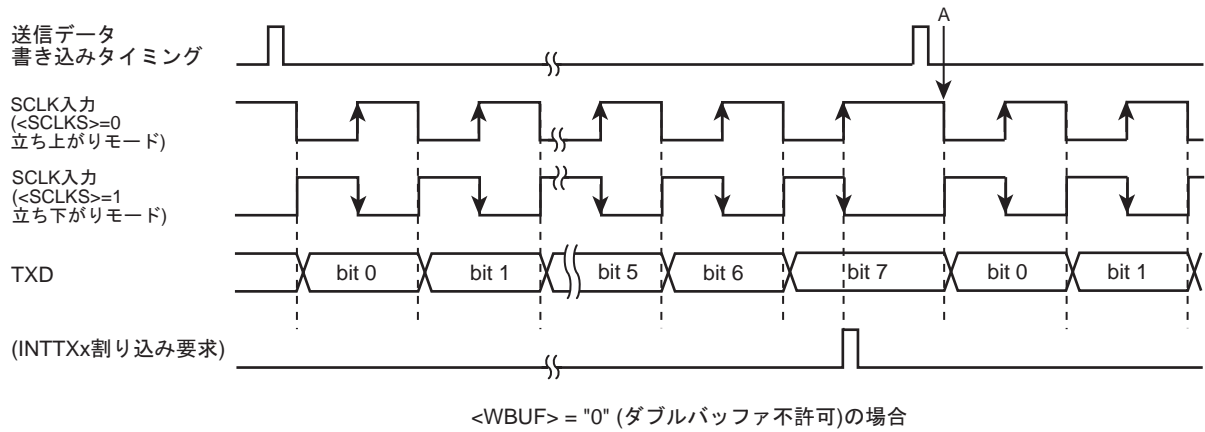 送信データ
書き込みタイミング
A
SCLK入力
(<SCLKS>=0
立ち上がりモード)
SCLK入力
(<SCLKS>=1
立ち下がりモード)
TXD
bit 0
bit 1
bit 5
bit 6
bit 7
bit 0
bit 1
(INTTXx割り込み要求)
<WBUF> = "0" (ダブルバッファ不許可)の場合